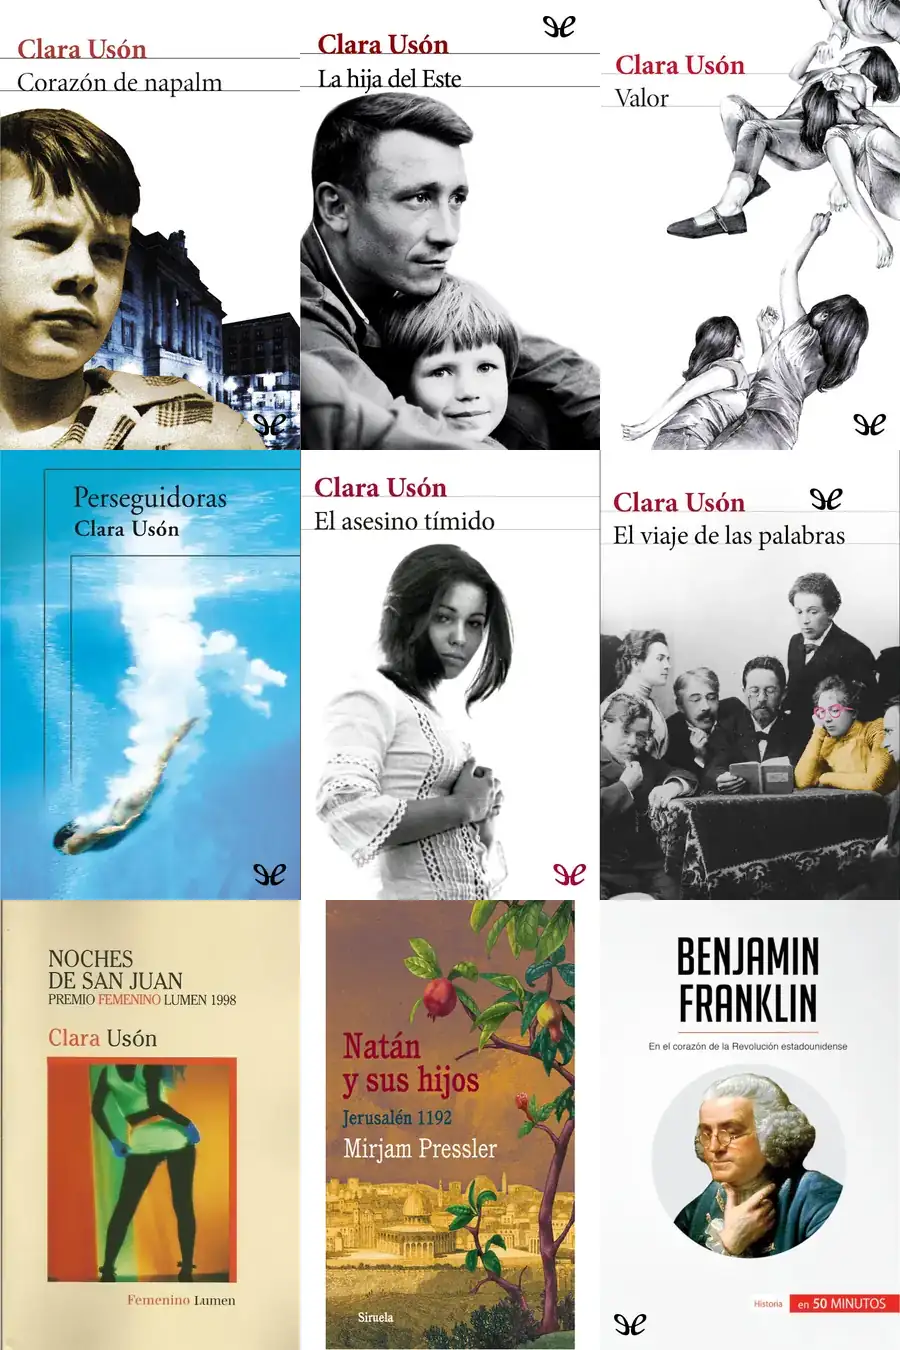 Clara Usón
Corazón de napalm
Clara Usón
La hija del Este
Clara Usón
Valor
Perseguidoras
Clara Usón
Clara Usón
El asesino tímido
Clara Usón
El viaje de las palabras
NOCHES
DE SAN JUAN
PREMIO FEMENINO LUMEN 1998
Clara Usón
Femenino Lumen
Natán
y sus hijos
Jerusalén 1192
Mirjam Pressler
Siruela
BENJAMIN
FRANKLIN
En el corazón de la Revolución estadounidense
Historia en 50 MINUTOS